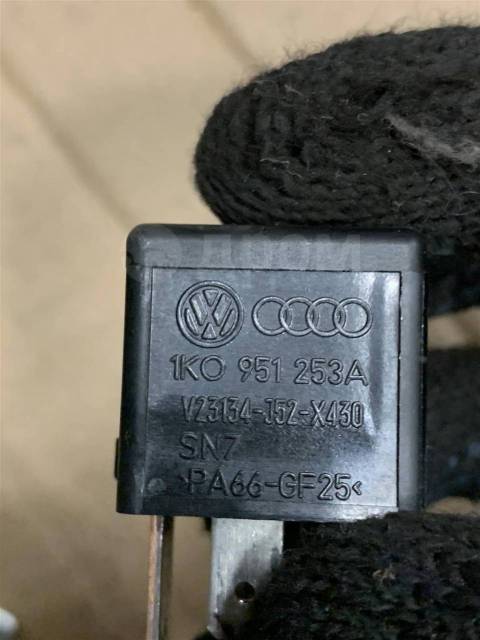 1K0 951 253A
V23134-J52-X430
SN7
>PA66-GF25<